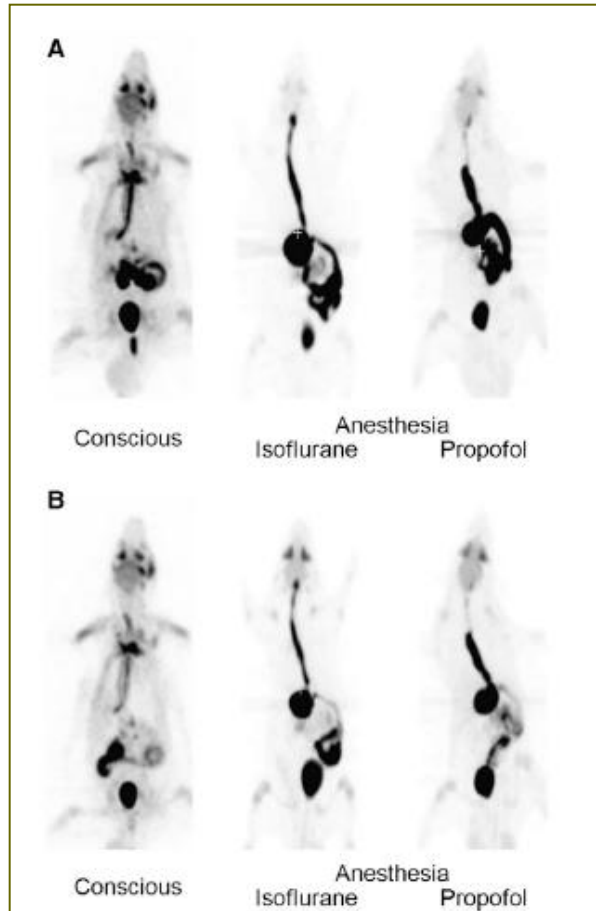 A
Anesthesia
Conscious
Isoflurane
Propofol
B
Anesthesia
Conscious
Isoflurane
Propofol